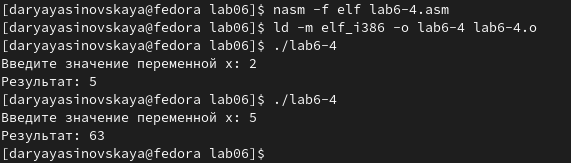 [daryayasinovskaya@fedora lab06]$ nasm -f elf lab6-4.asm
[daryayasinovskaya@fedora lab06]$ ld -m elf_i386 -o lab6-4 lab6-4.o
[daryayasinovskaya@fedora lab06]$ ./lab6-4
Введите значение переменной x: 2
Результат: 5
[daryayasinovskaya@fedora lab06]$ ./lab6-4
Введите значение переменной x: 5
Результат: 63
[daryayasinovskaya@fedora lab06]$